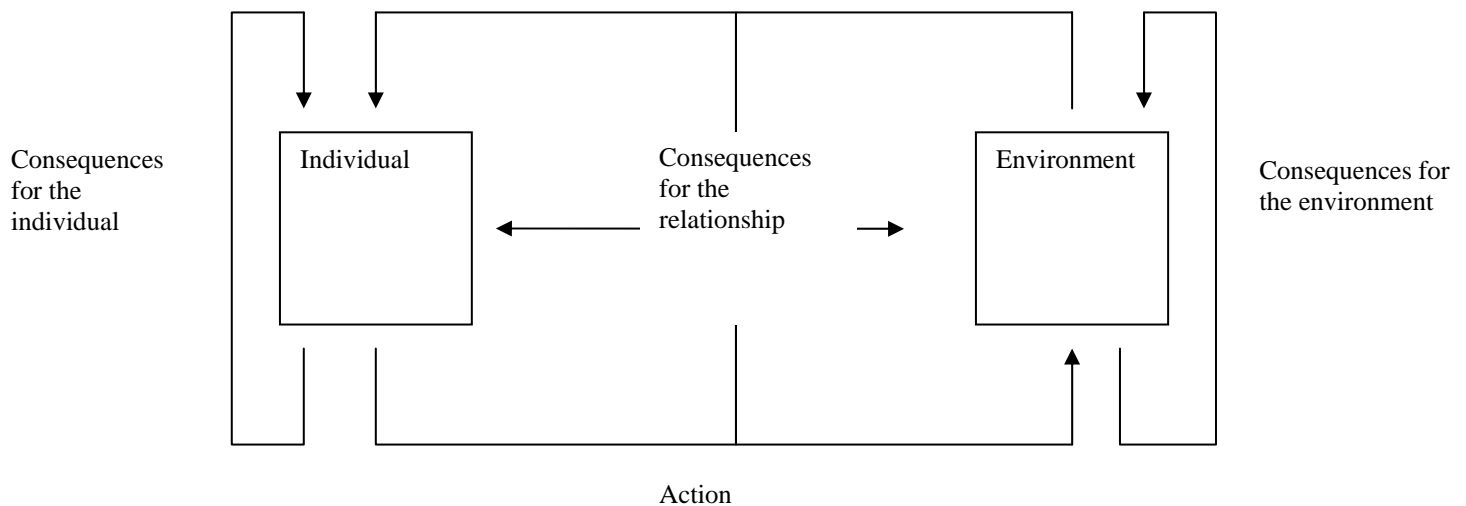 Consequences
for the
individual
Individual
Consequences
for the
relationship
Environment
Consequences for
the environment
Action